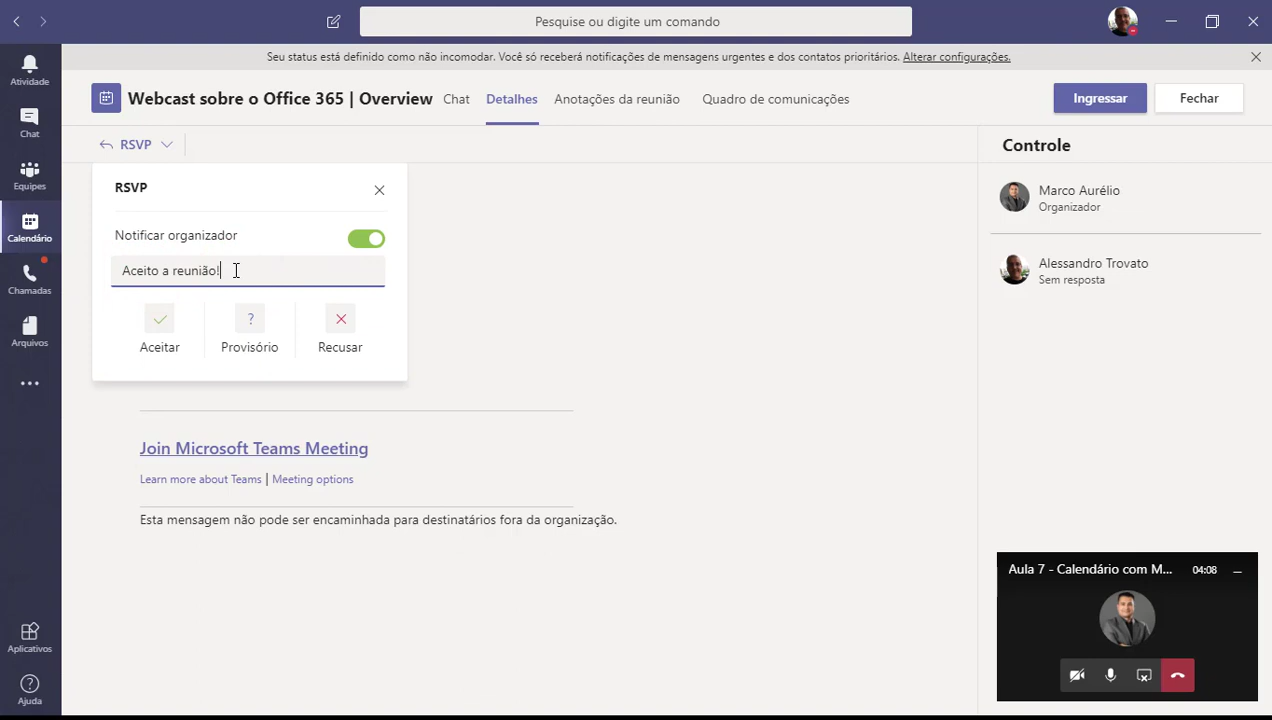 Pesquise ou digite um comando
Seu status está definido como não incomodar. Você só receberá notificações de mensagens urgentes e dos contatos prioritários. Alterar configurações.
Atividade
Chat
Equipes
Calendário
Chamadas
Arquivos
Aplicativos
Ajuda
Webcast sobre o Office 365 | Overview
Chat
Detalhes
Anotações da reunião
Quadro de comunicações
Ingressar
Fechar
RSVP
RSVP
Notificar organizador
Aceito a reunião!
Aceitar
Provisório
Recusar
Join Microsoft Teams Meeting
Learn more about Teams | Meeting options
Esta mensagem não pode ser encaminhada para destinatários fora da organização.
Controle
Marco Aurélio
Organizador
Alessandro Trovato
Sem resposta
Aula 7 - Calendário com M... 04:08